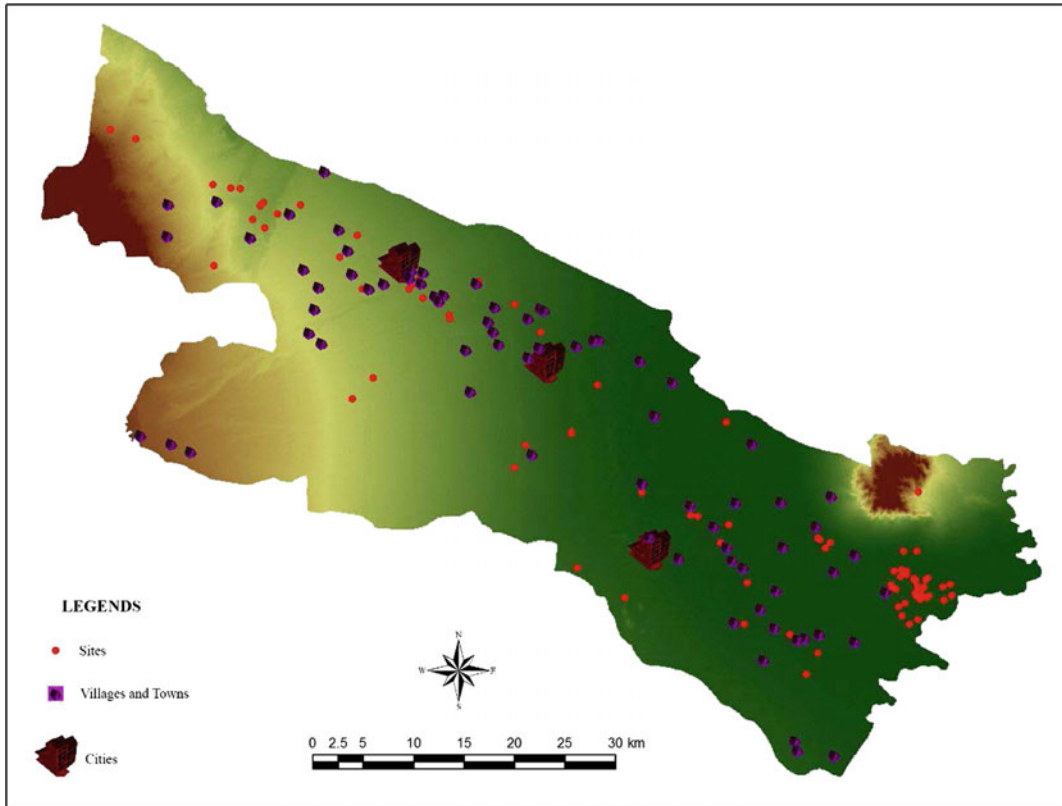 LEGENDS
Sites
Villages and Towns
Cities
N
W E
S
0 2.5 5 10 15 20 25 30 km